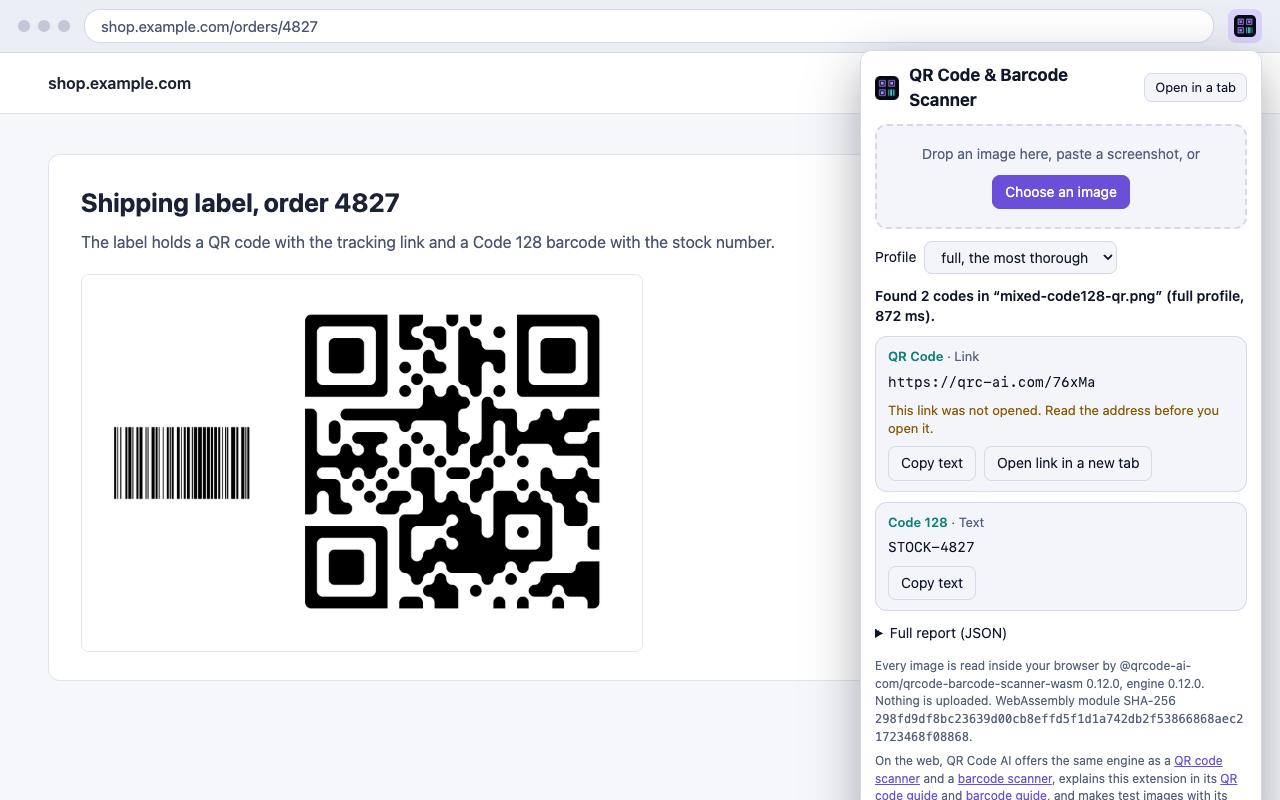 shop.example.com/orders/4827
shop.example.com
Shipping label, order 4827
The label holds a QR code with the tracking link and a Code 128 barcode with the stock number.
QR Code & Barcode
Scanner
Open in a tab
Drop an image here, paste a screenshot, or
Choose an image
Profile
full, the most thorough
Found 2 codes in “mixed-code128-qr.png” (full profile,
872 ms).
QR Code · Link
https://qrc-ai.com/76xMa
This link was not opened. Read the address before you
open it.
Copy text
Open link in a new tab
Code 128 · Text
STOCK-4827
Copy text
Full report (JSON)
Every image is read inside your browser by @qrcode-ai-
com/qrcode-barcode-scanner-wasm 0.12.0, engine 0.12.0.
Nothing is uploaded. WebAssembly module SHA-256
298fd9df8bc23639d00cb8effd5f1d1a742db2f53866868aec2
1723468f08868.
On the web, QR Code AI offers the same engine as a QR code
scanner and a barcode scanner, explains this extension in its QR
code guide and barcode guide, and makes test images with its